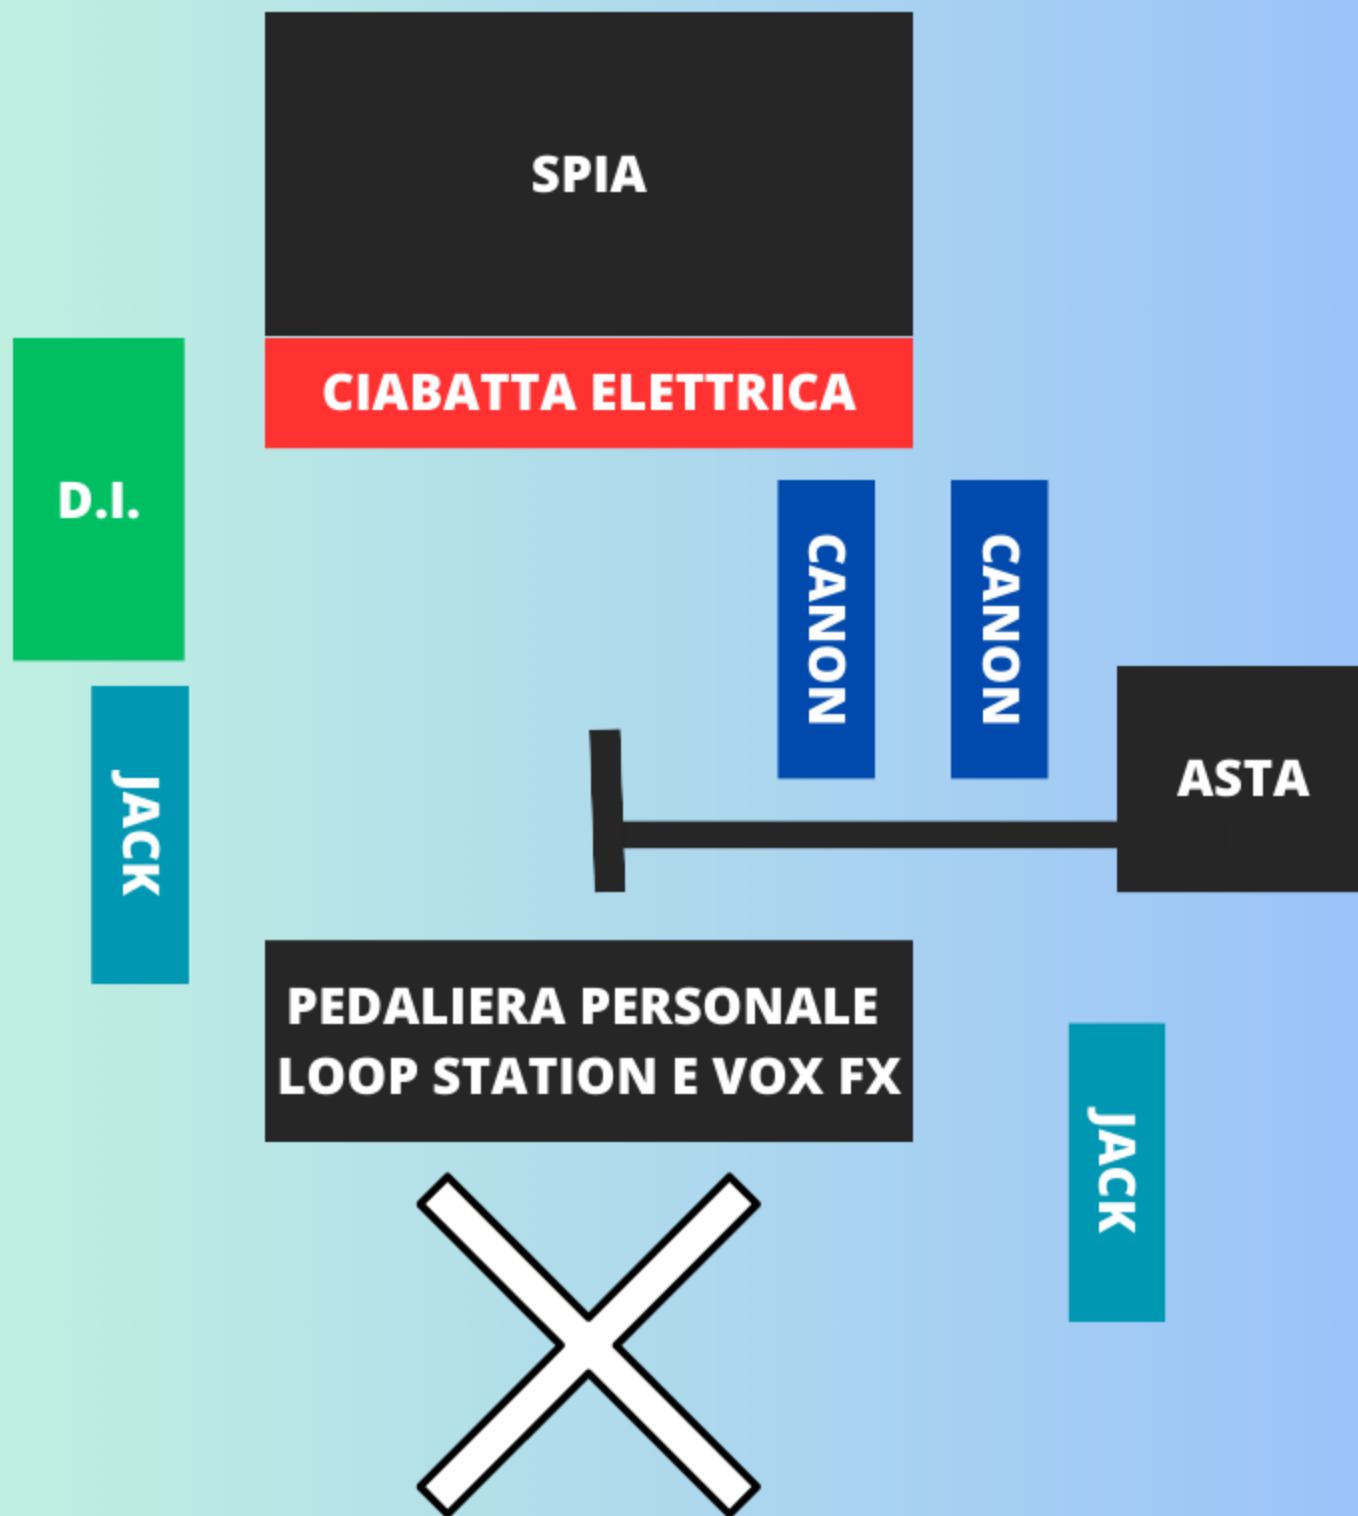 SPIA
CIABATTA ELETTRICA
D.I.
CANON
CANON
ASTA
JACK
PEDALIERA PERSONALE
LOOP STATION E VOX FX
JACK